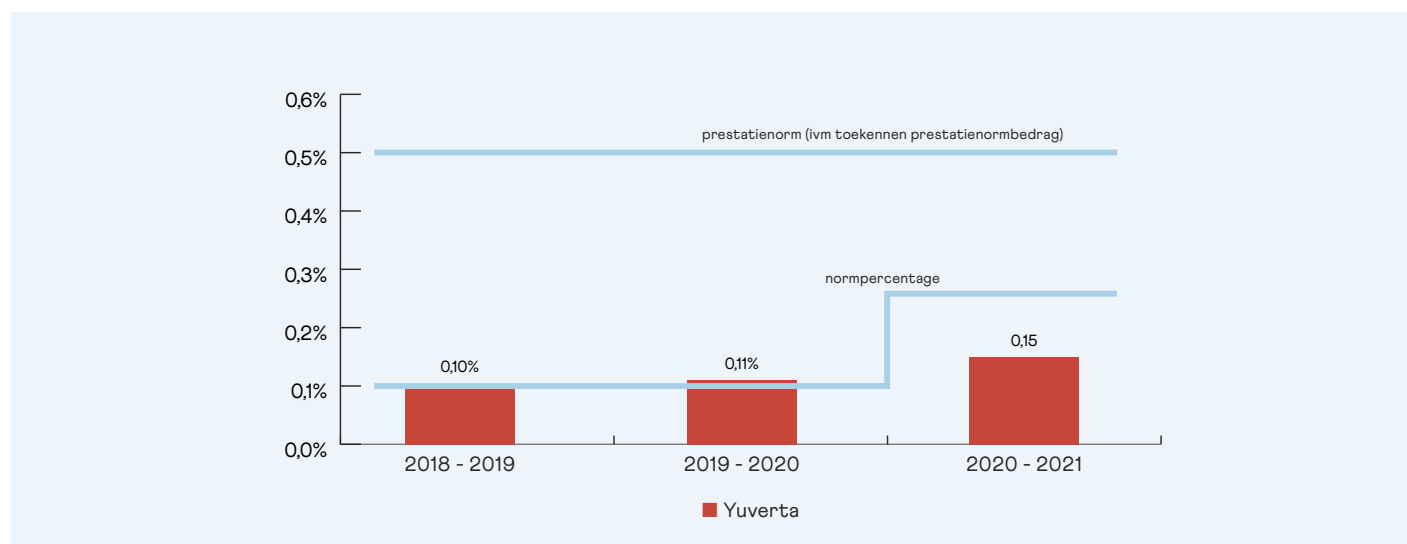 0,6%
prestatienorm (ivm toekennen prestatienormbedrag)
0,5%
0,4%
0,3%
normpercentage
0,2%
0,15
0,10%
0,11%
0,1%
0,0%
2018 - 2019
2019 - 2020
2020 - 2021
Yuverta